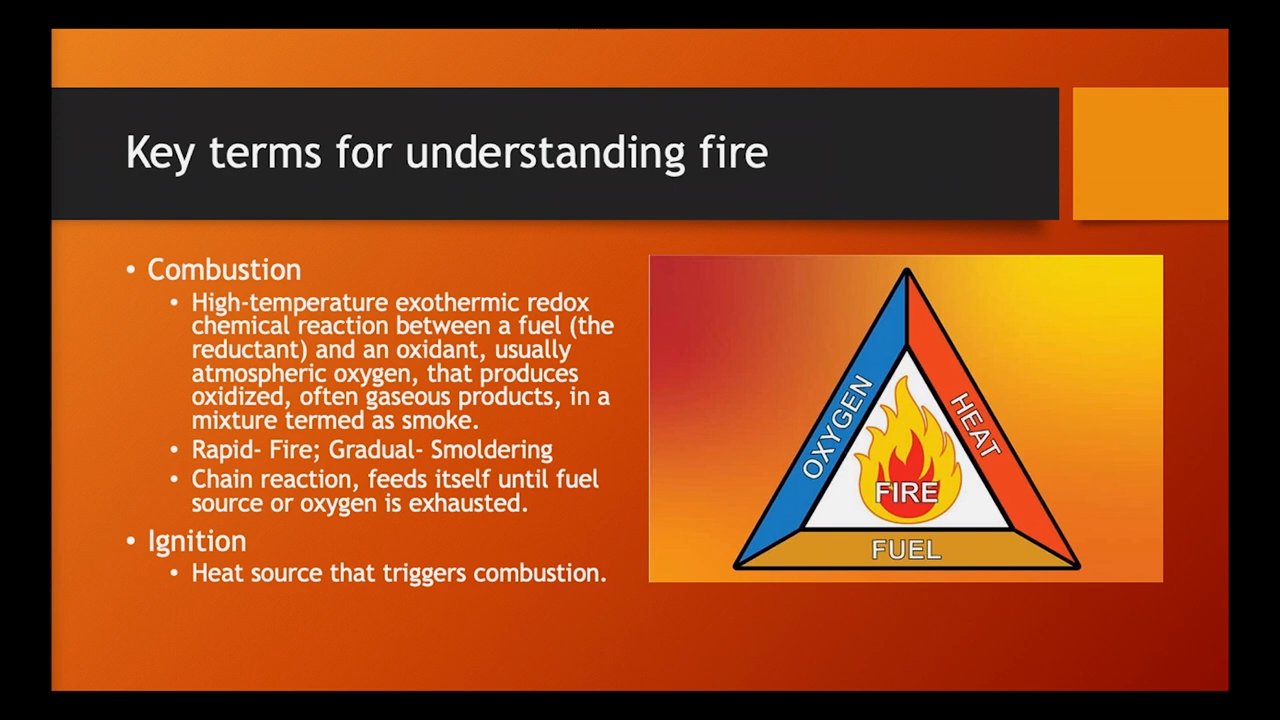 Key terms for understanding fire
• Combustion
• High-temperature exothermic redox
chemical reaction between a fuel (the
reductant) and an oxidant, usually
atmospheric oxygen, that produces
oxidized, often gaseous products, in a
mixture termed as smoke.
• Rapid- Fire; Gradual- Smoldering
• Chain reaction, feeds itself until fuel
source or oxygen is exhausted.
• Ignition
• Heat source that triggers combustion.
OXYGEN
HEAT
FIRE
FUEL